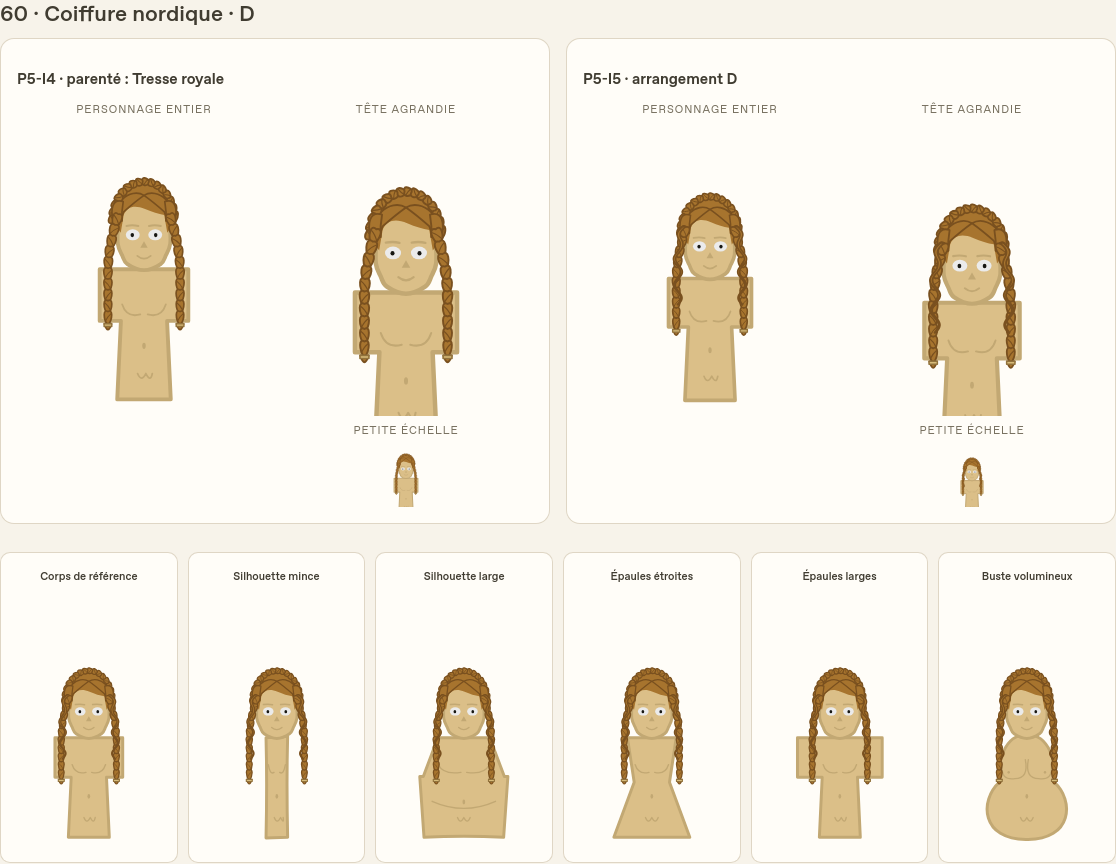 60 · Coiffure nordique · D
P5-I4 · parenté : Tresse royale
PERSONNAGE ENTIER
TÊTE AGRANDIE
PETITE ÉCHELLE
P5-I5 · arrangement D
PERSONNAGE ENTIER
TÊTE AGRANDIE
PETITE ÉCHELLE
Corps de référence
Silhouette mince
Silhouette large
Épaules étroites
Épaules larges
Buste volumineux